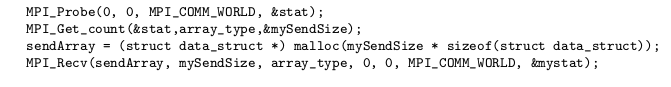 MPI_Probe(0, 0, MPI_COMM_WORLD, &stat);
MPI_Get_count(&stat,array_type,&mySendSize);
sendArray = (struct data_struct *) malloc(mySendSize * sizeof(struct data_struct));
MPI_Recv(sendArray, mySendSize, array_type, 0, 0, MPI_COMM_WORLD, &mystat);